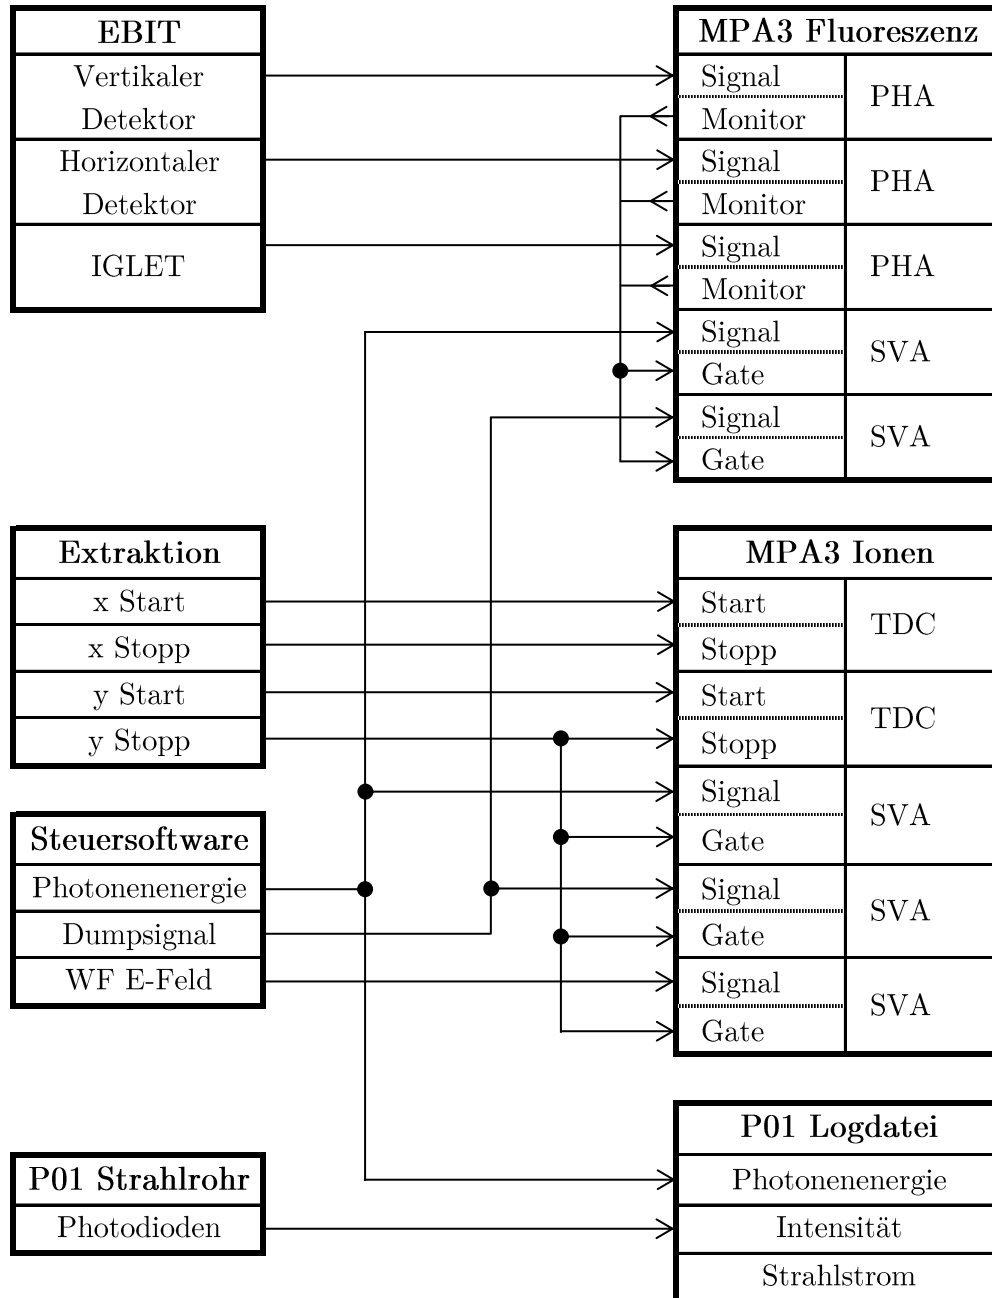 EBIT
Vertikaler
Detektor
Horizontaler
Detektor
IGLET
MPA3 Fluoreszenz
Signal
PHA
Monitor
Signal
PHA
Monitor
Signal
PHA
Monitor
Signal
SVA
Gate
Signal
SVA
Gate
Extraktion
x Start
x Stopp
y Start
y Stopp
MPA3 Ionen
Start
TDC
Stopp
Start
TDC
Stopp
Signal
SVA
Gate
Signal
SVA
Gate
Signal
SVA
Gate
Steuersoftware
Photonenenergie
Dumpsignal
WF E-Feld
P01 Strahlrohr
Photodioden
P01 Logdatei
Photonenenergie
Intensität
Strahlstrom